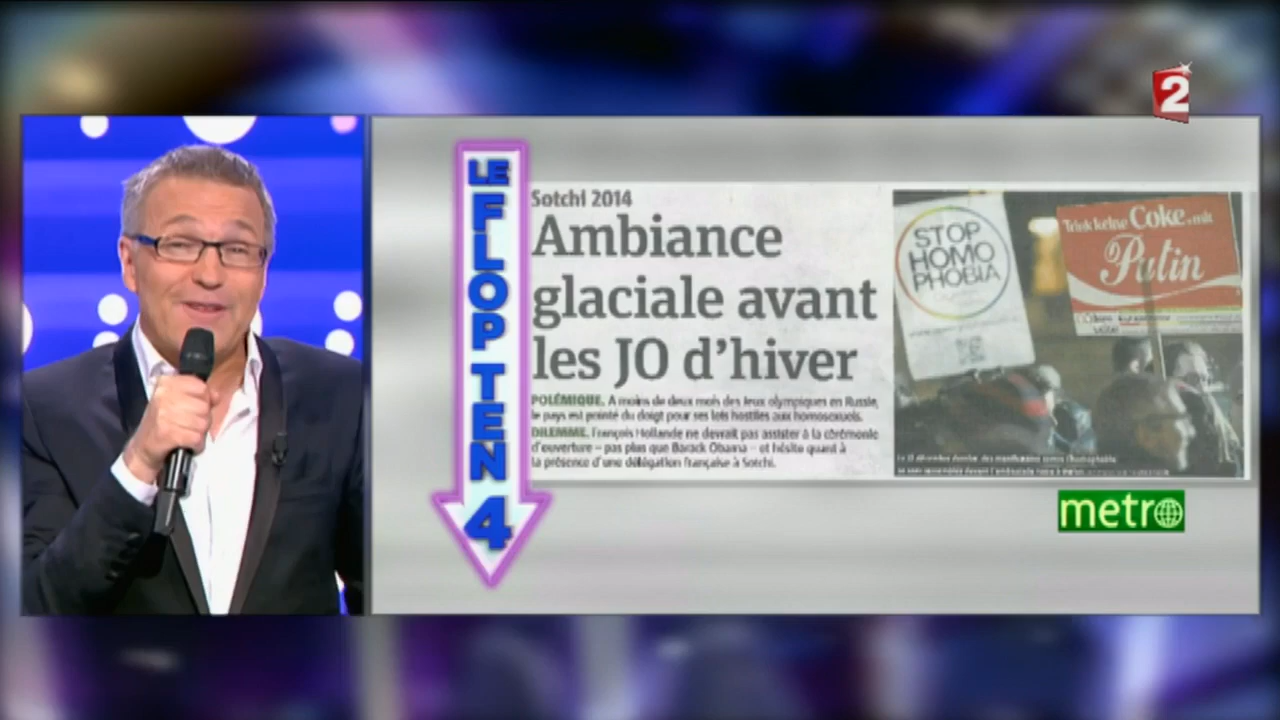 2
LE FLOP TEN 4
Sotchi 2014
Ambiance
glaciale avant
les JO d'hiver
POLÉMIQUE. A moins de deux mois des Jeux olympiques en Russie,
le pays est pointé du doigt pour ses lois hostiles aux homosexuels.
DILEMME. François Hollande ne devrait pas assister à la cérémonie
d'ouverture – pas plus que Barack Obama – et hésite quant à
la présence d'une délégation française à Sotchi.
STOP
HOMO
PHOBIA
Trink keine Coke mit
Putin
metro